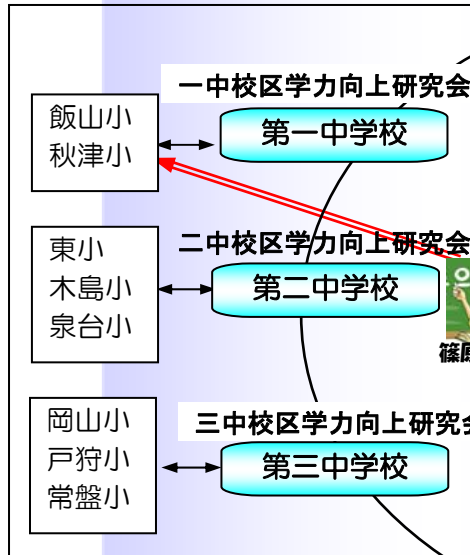 一中校区学力向上研究会
飯山小
秋津小
第一中学校
二中校区学力向上研究会
東小
木島小
泉台小
第二中学校
篠原
三中校区学力向上研究会
岡山小
戸狩小
常盤小
第三中学校